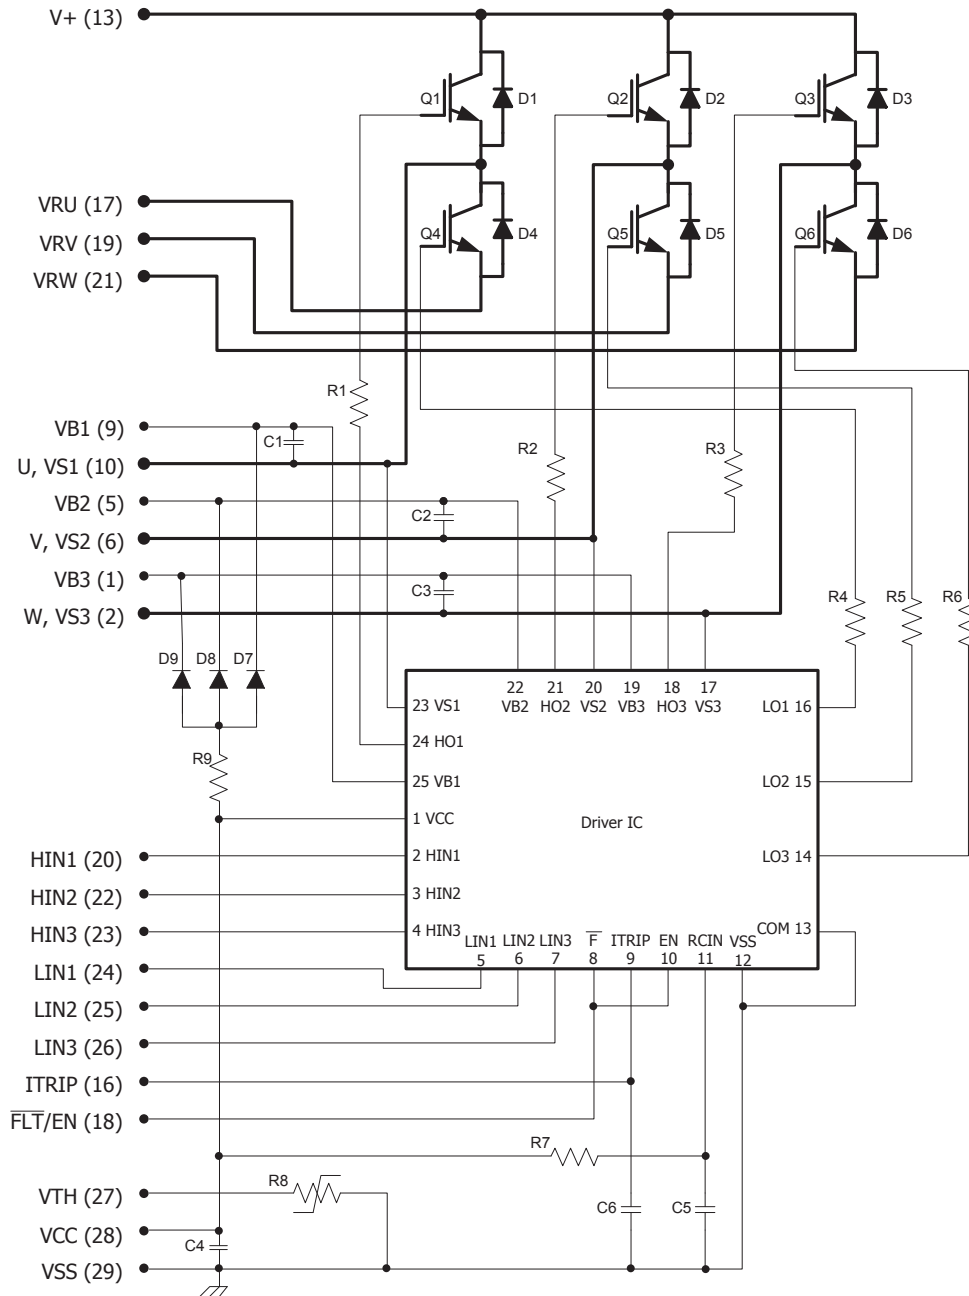 V+ (13)
Q1
D1
Q2
D2
Q3
D3
VRU (17)
VRV (19)
VRW (21)
Q4
D4
Q5
D5
Q6
D6
R1
VB1 (9)
C1
U, VS1 (10)
R2
R3
VB2 (5)
C2
V, VS2 (6)
VB3 (1)
C3
W, VS3 (2)
R4
R5
R6
D9
D8
D7
22 21 20 19 18 17
VB2 HO2 VS2 VB3 HO3 VS3
23 VS1
LO1 16
24 HO1
R9
25 VB1
LO2 15
1 VCC
Driver IC
HIN1 (20)
2 HIN1
LO3 14
HIN2 (22)
3 HIN2
HIN3 (23)
4 HIN3
COM 13
LIN1 LIN2 LIN3 F ITRIP EN RCIN VSS
5 6 7 8 9 10 11 12
LIN1 (24)
LIN2 (25)
LIN3 (26)
ITRIP (16)
FLT/EN (18)
R7
R8
VTH (27)
C6
C5
VCC (28)
C4
VSS (29)